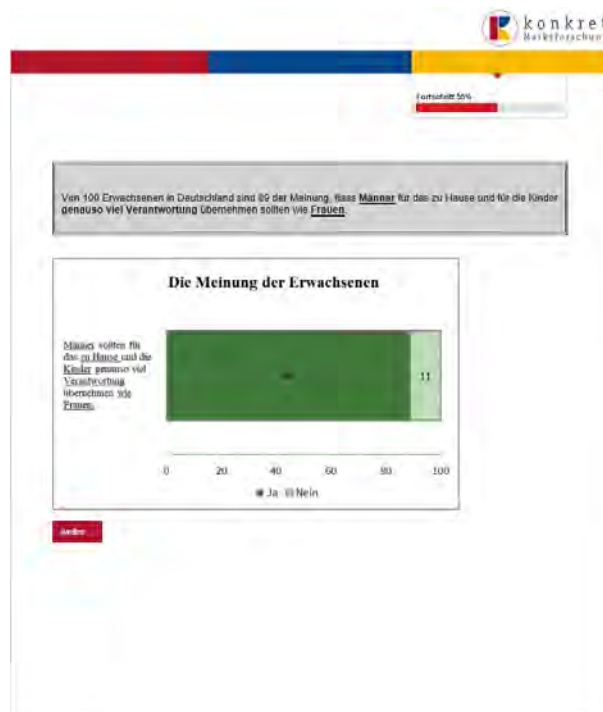 konkret
Marktforschun
Fortschritt 50%
Von 100 Erwachsenen in Deutschland sind 89 der Meinung, dass Männer für das zu Hause und für die Kinder
genauso viel Verantwortung übernehmen sollten wie Frauen.
Die Meinung der Erwachsenen
Männer sollten für
das zu Hause und die
Kinder genauso viel
Verantwortung
übernehmen wie
Frauen.
11
0 20 40 60 80 100
Ja Nein